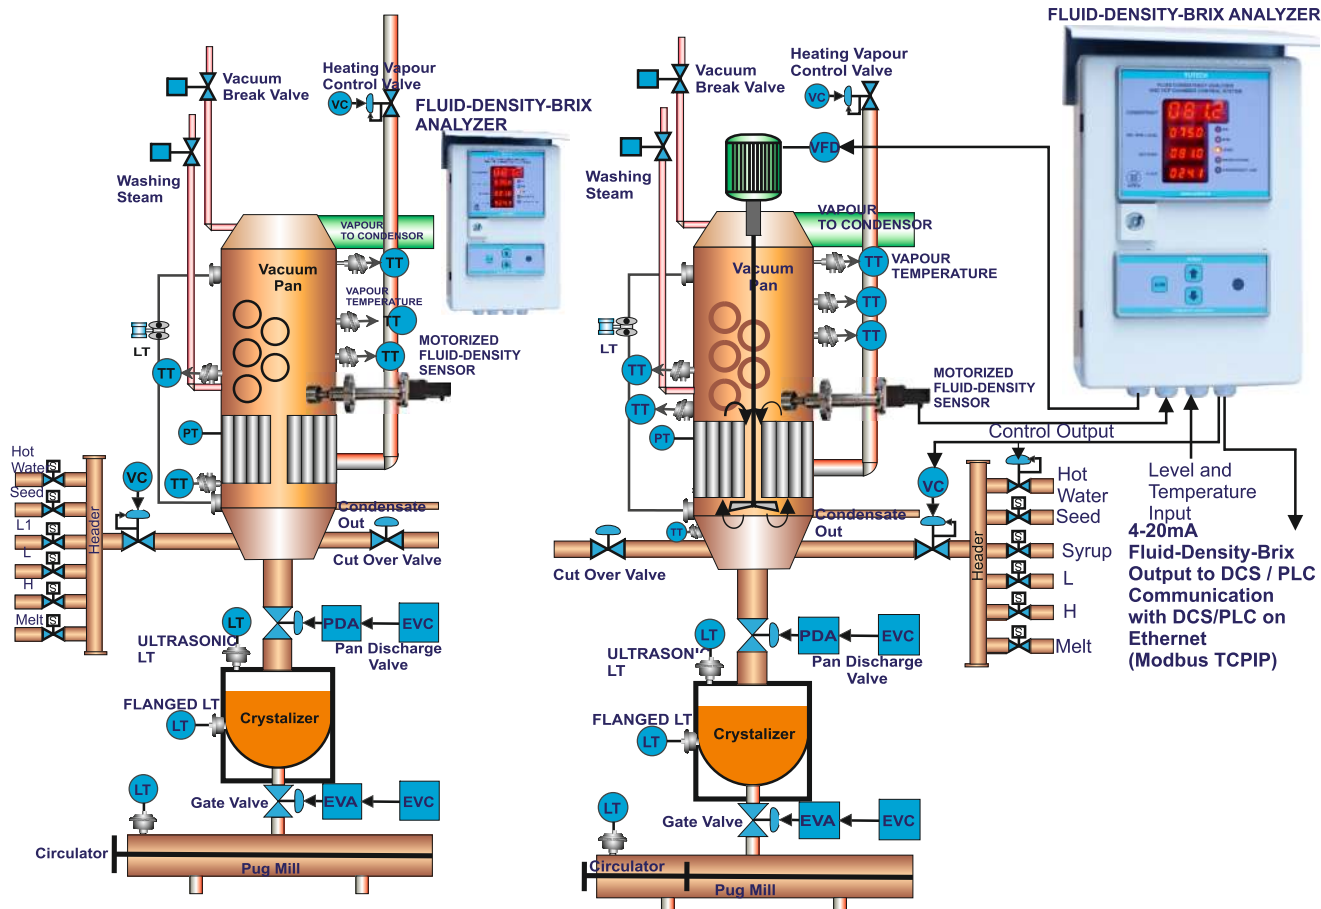 FLUID-DENSITY-BRIX ANALYZER
Vacuum
Break Valve
Heating Vapour
Control Valve
VC
FLUID-DENSITY-BRIX
ANALYZER
Washing
Steam
VAPOUR
TO CONDENSOR
Vacuum
Pan
TT
VAPOUR
TEMPERATURE
TT
LT
MOTORIZED
FLUID-DENSITY
SENSOR
TT
TT
PT
TT
Hot
Water
S
Seed
S
L1
S
L
S
H
S
Melt
S
Header
VC
Condensate
Out
Cut Over Valve
LT
ULTRASONIC
LT
PDA
EVC
Pan Discharge
Valve
FLANGED LT
LT
Crystalizer
LT
Gate Valve
EVA
EVC
Circulator
Pug Mill
Vacuum
Break Valve
Heating Vapour
Control Valve
VC
VFD
Washing
Steam
VAPOUR
TO CONDENSOR
Vacuum
Pan
TT
VAPOUR
TEMPERATURE
TT
TT
LT
TT
TT
PT
MOTORIZED
FLUID-DENSITY
SENSOR
TT
Condensate
Out
Cut Over Valve
VC
Header
Control Output
Hot
Water
S
Seed
S
Syrup
S
L
S
H
S
Melt
Level and
Temperature
Input
4-20mA
Fluid-Density-Brix
Output to DCS / PLC
Communication
with DCS/PLC on
Ethernet
(Modbus TCPIP)
LT
ULTRASONIC
LT
PDA
EVC
Pan Discharge
Valve
FLANGED LT
LT
Crystalizer
LT
Gate Valve
EVA
EVC
Circulator
Pug Mill
081.2
0750
0810
0241